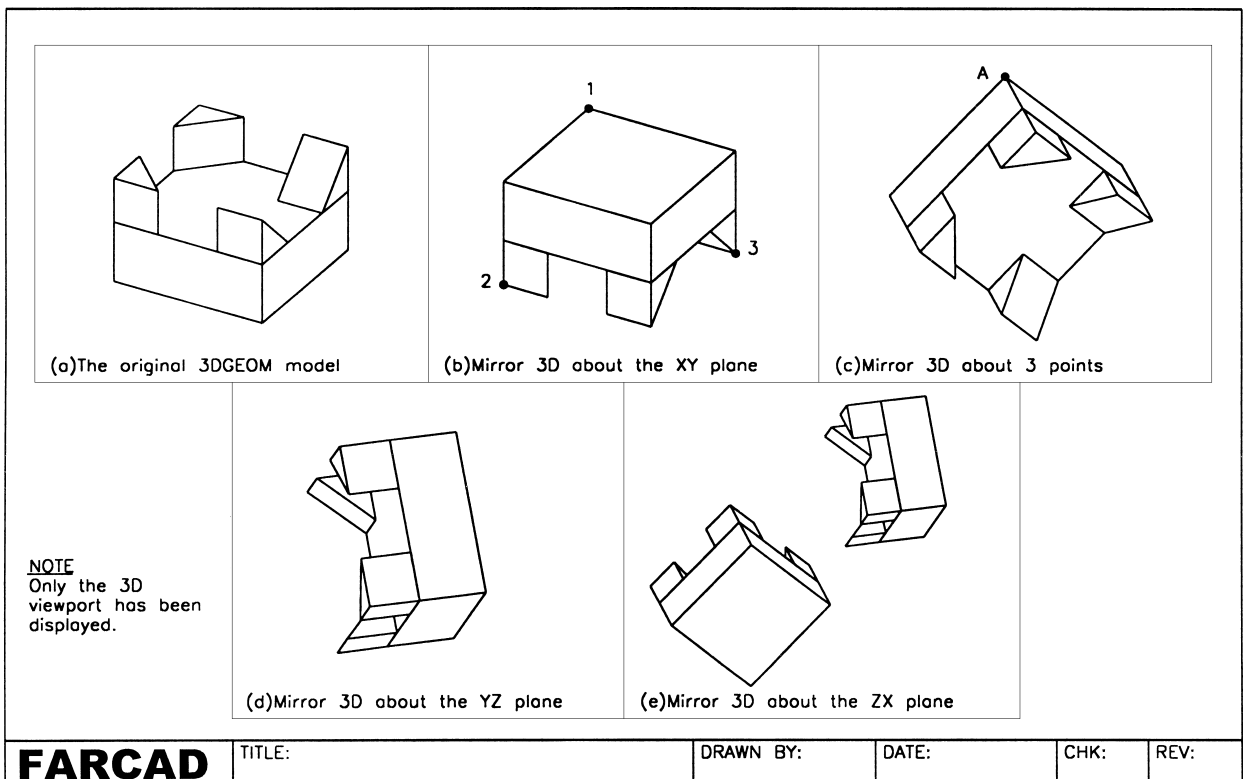 1
2
3
A
(a)The original 3DGEOM model
(b)Mirror 3D about the XY plane
(c)Mirror 3D about 3 points
NOTE
Only the 3D
viewport has been
displayed.
(d)Mirror 3D about the YZ plane
(e)Mirror 3D about the ZX plane
FARCAD
TITLE:
DRAWN BY:
DATE:
CHK:
REV: